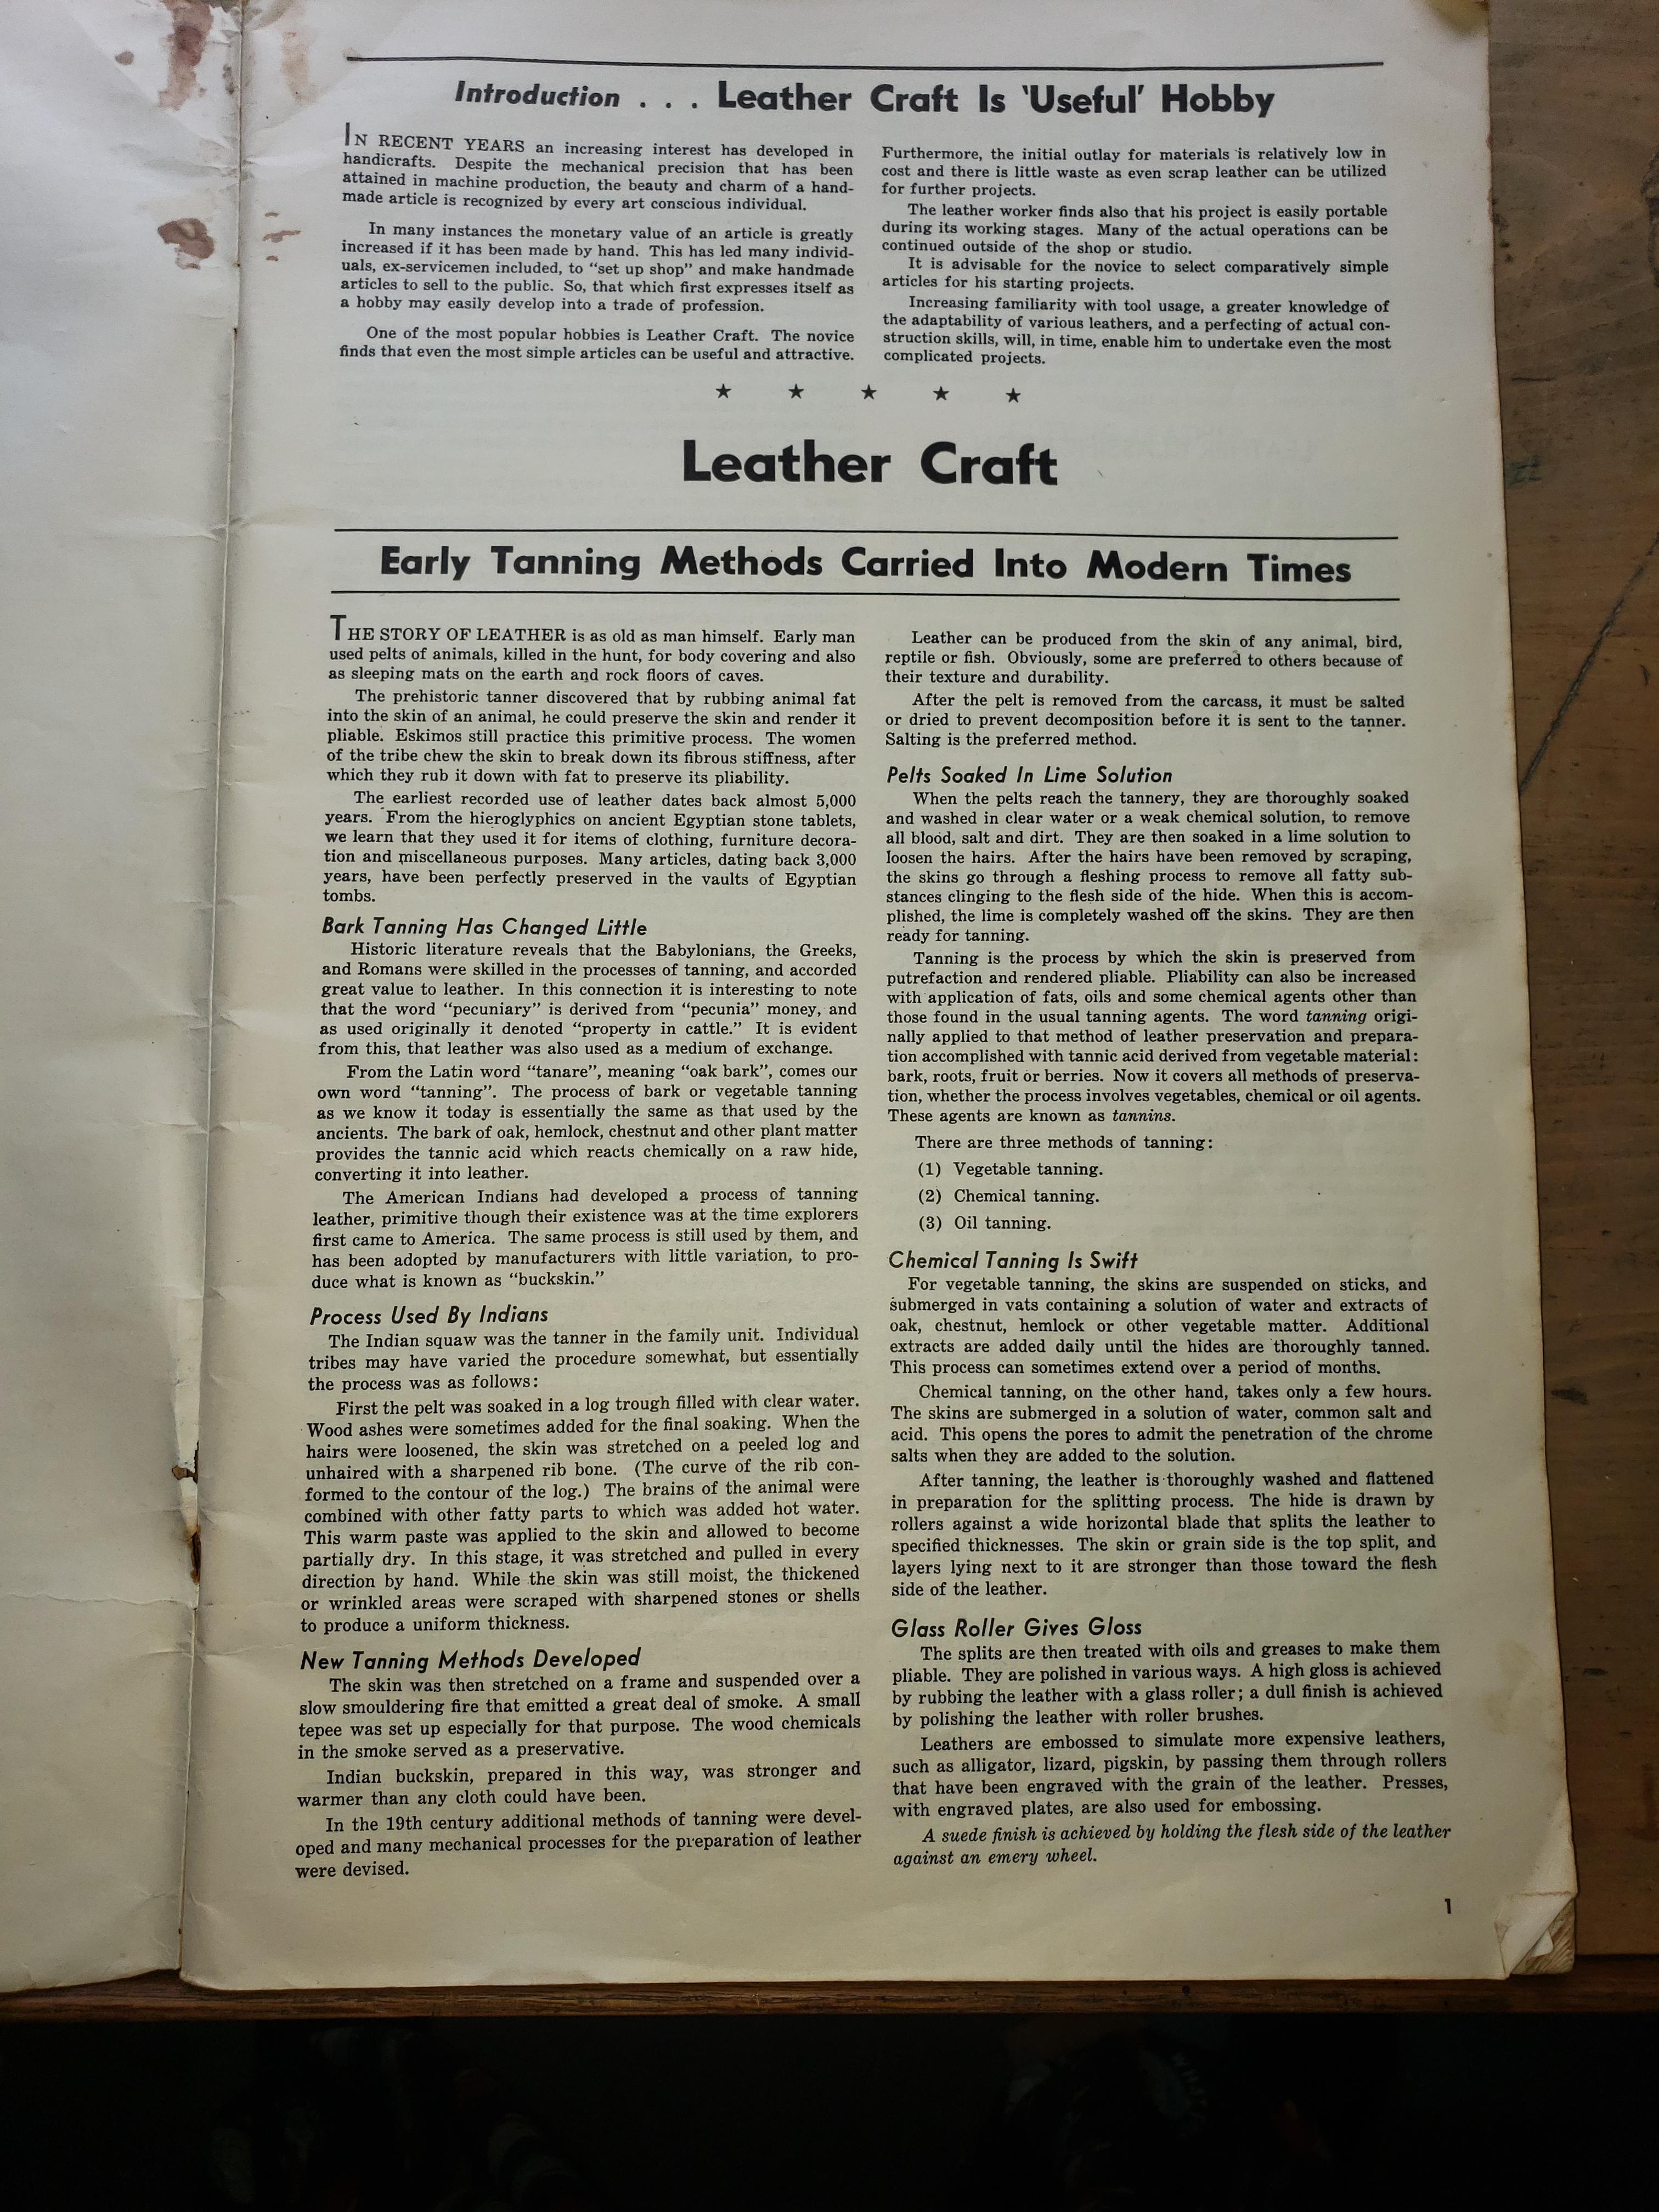 Introduction . . . Leather Craft Is 'Useful' Hobby
IN RECENT YEARS an increasing interest has developed in
handicrafts. Despite the mechanical precision that has been
attained in machine production, the beauty and charm of a hand-
made article is recognized by every art conscious individual.
In many instances the monetary value of an article is greatly
increased if it has been made by hand. This has led many individ-
uals, ex-servicemen included, to "set up shop" and make handmade
articles to sell to the public. So, that which first expresses itself as
a hobby may easily develop into a trade of profession.
One of the most popular hobbies is Leather Craft. The novice
finds that even the most simple articles can be useful and attractive.
Furthermore, the initial outlay for materials is relatively low in
cost and there is little waste as even scrap leather can be utilized
for further projects.
The leather worker finds also that his project is easily portable
during its working stages. Many of the actual operations can be
continued outside of the shop or studio.
It is advisable for the novice to select comparatively simple
articles for his starting projects.
Increasing familiarity with tool usage, a greater knowledge of
the adaptability of various leathers, and a perfecting of actual con-
struction skills, will, in time, enable him to undertake even the most
complicated projects.
★ ★ ★ ★ ★
Leather Craft
Early Tanning Methods Carried Into Modern Times
THE STORY OF LEATHER is as old as man himself. Early man
used pelts of animals, killed in the hunt, for body covering and also
as sleeping mats on the earth and rock floors of caves.
The prehistoric tanner discovered that by rubbing animal fat
into the skin of an animal, he could preserve the skin and render it
pliable. Eskimos still practice this primitive process. The women
of the tribe chew the skin to break down its fibrous stiffness, after
which they rub it down with fat to preserve its pliability.
The earliest recorded use of leather dates back almost 5,000
years. From the hieroglyphics on ancient Egyptian stone tablets,
we learn that they used it for items of clothing, furniture decora-
tion and miscellaneous purposes. Many articles, dating back 3,000
years, have been perfectly preserved in the vaults of Egyptian
tombs.
Bark Tanning Has Changed Little
Historic literature reveals that the Babylonians, the Greeks,
and Romans were skilled in the processes of tanning, and accorded
great value to leather. In this connection it is interesting to note
that the word "pecuniary" is derived from "pecunia" money, and
as used originally it denoted "property in cattle." It is evident
from this, that leather was also used as a medium of exchange.
From the Latin word "tanare", meaning "oak bark", comes our
own word "tanning". The process of bark or vegetable tanning
as we know it today is essentially the same as that used by the
ancients. The bark of oak, hemlock, chestnut and other plant matter
provides the tannic acid which reacts chemically on a raw hide,
converting it into leather.
The American Indians had developed a process of tanning
leather, primitive though their existence was at the time explorers
first came to America. The same process is still used by them, and
has been adopted by manufacturers with little variation, to pro-
duce what is known as "buckskin."
Process Used By Indians
The Indian squaw was the tanner in the family unit. Individual
tribes may have varied the procedure somewhat, but essentially
the process was as follows:
First the pelt was soaked in a log trough filled with clear water.
Wood ashes were sometimes added for the final soaking. When the
hairs were loosened, the skin was stretched on a peeled log and
unhaired with a sharpened rib bone. (The curve of the rib con-
formed to the contour of the log.) The brains of the animal were
combined with other fatty parts to which was added hot water.
This warm paste was applied to the skin and allowed to become
partially dry. In this stage, it was stretched and pulled in every
direction by hand. While the skin was still moist, the thickened
or wrinkled areas were scraped with sharpened stones or shells
to produce a uniform thickness.
New Tanning Methods Developed
The skin was then stretched on a frame and suspended over a
slow smouldering fire that emitted a great deal of smoke. A small
tepee was set up especially for that purpose. The wood chemicals
in the smoke served as a preservative.
Indian buckskin, prepared in this way, was stronger and
warmer than any cloth could have been.
In the 19th century additional methods of tanning were devel-
oped and many mechanical processes for the preparation of leather
were devised.
Leather can be produced from the skin of any animal, bird,
reptile or fish. Obviously, some are preferred to others because of
their texture and durability.
After the pelt is removed from the carcass, it must be salted
or dried to prevent decomposition before it is sent to the tanner.
Salting is the preferred method.
Pelts Soaked In Lime Solution
When the pelts reach the tannery, they are thoroughly soaked
and washed in clear water or a weak chemical solution, to remove
all blood, salt and dirt. They are then soaked in a lime solution to
loosen the hairs. After the hairs have been removed by scraping,
the skins go through a fleshing process to remove all fatty sub-
stances clinging to the flesh side of the hide. When this is accom-
plished, the lime is completely washed off the skins. They are then
ready for tanning.
Tanning is the process by which the skin is preserved from
putrefaction and rendered pliable. Pliability can also be increased
with application of fats, oils and some chemical agents other than
those found in the usual tanning agents. The word tanning origi-
nally applied to that method of leather preservation and prepara-
tion accomplished with tannic acid derived from vegetable material:
bark, roots, fruit or berries. Now it covers all methods of preserva-
tion, whether the process involves vegetables, chemical or oil agents.
These agents are known as tannins.
There are three methods of tanning:
(1) Vegetable tanning.
(2) Chemical tanning.
(3) Oil tanning.
Chemical Tanning Is Swift
For vegetable tanning, the skins are suspended on sticks, and
submerged in vats containing a solution of water and extracts of
oak, chestnut, hemlock or other vegetable matter. Additional
extracts are added daily until the hides are thoroughly tanned.
This process can sometimes extend over a period of months.
Chemical tanning, on the other hand, takes only a few hours.
The skins are submerged in a solution of water, common salt and
acid. This opens the pores to admit the penetration of the chrome
salts when they are added to the solution.
After tanning, the leather is thoroughly washed and flattened
in preparation for the splitting process. The hide is drawn by
rollers against a wide horizontal blade that splits the leather to
specified thicknesses. The skin or grain side is the top split, and
layers lying next to it are stronger than those toward the flesh
side of the leather.
Glass Roller Gives Gloss
The splits are then treated with oils and greases to make them
pliable. They are polished in various ways. A high gloss is achieved
by rubbing the leather with a glass roller; a dull finish is achieved
by polishing the leather with roller brushes.
Leathers are embossed to simulate more expensive leathers,
such as alligator, lizard, pigskin, by passing them through rollers
that have been engraved with the grain of the leather. Presses,
with engraved plates, are also used for embossing.
A suede finish is achieved by holding the flesh side of the leather
against an emery wheel.
1